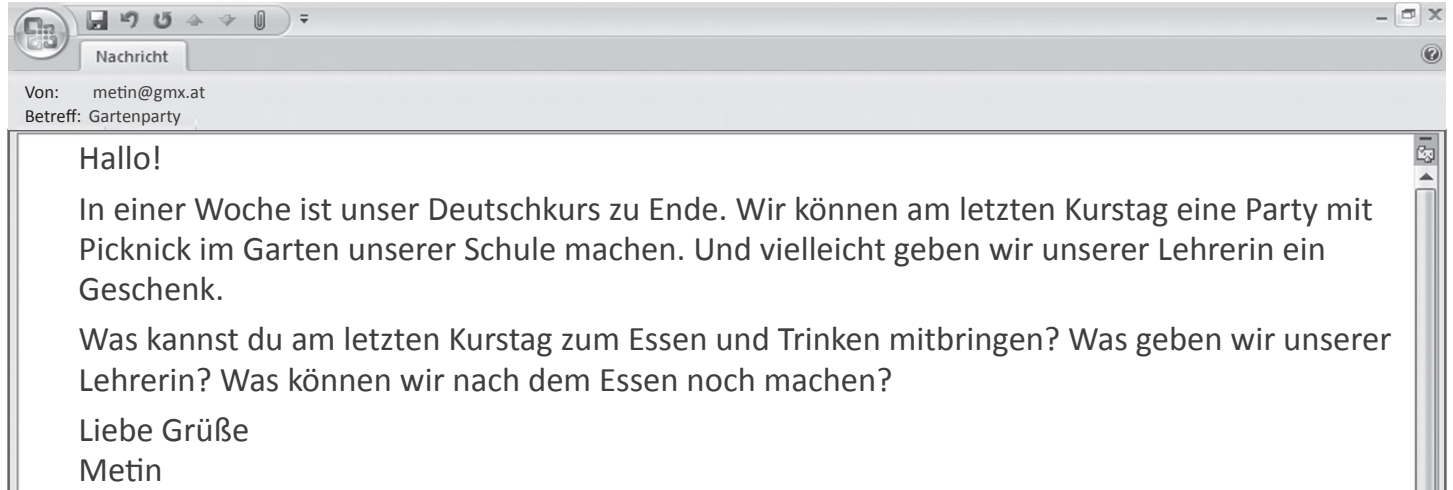 Nachricht
Von: metin@gmx.at
Betreff: Gartenparty
Hallo!
In einer Woche ist unser Deutschkurs zu Ende. Wir können am letzten Kurstag eine Party mit
Picknick im Garten unserer Schule machen. Und vielleicht geben wir unserer Lehrerin ein
Geschenk.
Was kannst du am letzten Kurstag zum Essen und Trinken mitbringen? Was geben wir unserer
Lehrerin? Was können wir nach dem Essen noch machen?
Liebe Grüße
Metin